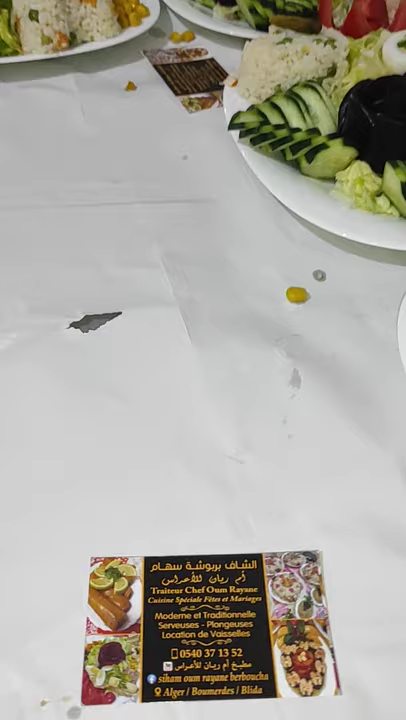 الشاف بربوشة سهام
أم ريان للأعراس
Traiteur Chef Oum Rayane
Cuisine Spéciale Fêtes et Mariages
Moderne et Traditionnelle
Serveuses - Plongeuses
Location de Vaisselles
0540 37 13 52
مطبخ أم ريان للأعراس
siham oum rayane berboucha
Alger / Boumerdes / Blida